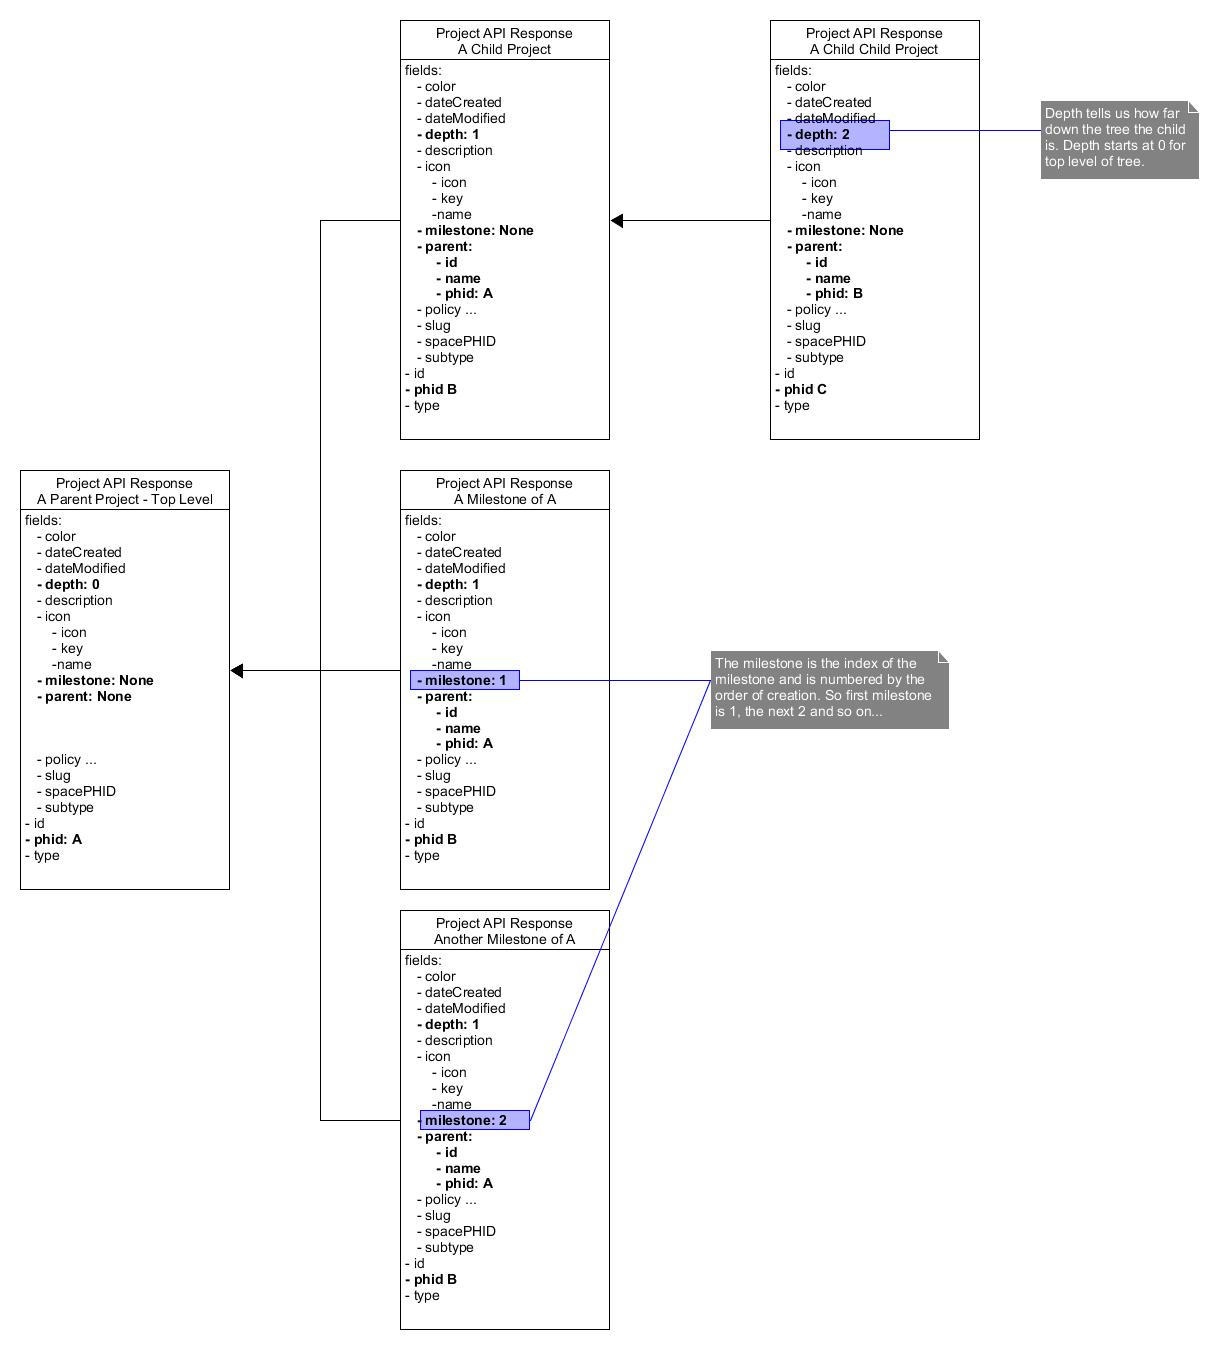 Project API Response
A Child Project
fields:
- color
- dateCreated
- dateModified
- depth: 1
- description
- icon
- icon
- key
-name
- milestone: None
- parent:
- id
- name
- phid: A
- policy ...
- slug
- spacePHID
- subtype
- id
- phid B
- type
Project API Response
A Child Child Project
fields:
- color
- dateCreated
- dateModified
- depth: 2
- description
- icon
- icon
- key
-name
- milestone: None
- parent:
- id
- name
- phid: B
- policy ...
- slug
- spacePHID
- subtype
- id
- phid C
- type
Depth tells us how far
down the tree the child
is. Depth starts at 0 for
top level of tree.
Project API Response
A Parent Project - Top Level
fields:
- color
- dateCreated
- dateModified
- depth: 0
- description
- icon
- icon
- key
-name
- milestone: None
- parent: None
- policy ...
- slug
- spacePHID
- subtype
- id
- phid: A
- type
Project API Response
A Milestone of A
fields:
- color
- dateCreated
- dateModified
- depth: 1
- description
- icon
- icon
- key
-name
- milestone: 1
- parent:
- id
- name
- phid: A
- policy ...
- slug
- spacePHID
- subtype
- id
- phid B
- type
The milestone is the index of the
milestone and is numbered by the
order of creation. So first milestone
is 1, the next 2 and so on...
Project API Response
Another Milestone of A
fields:
- color
- dateCreated
- dateModified
- depth: 1
- description
- icon
- icon
- key
-name
- milestone: 2
- parent:
- id
- name
- phid: A
- policy ...
- slug
- spacePHID
- subtype
- id
- phid B
- type